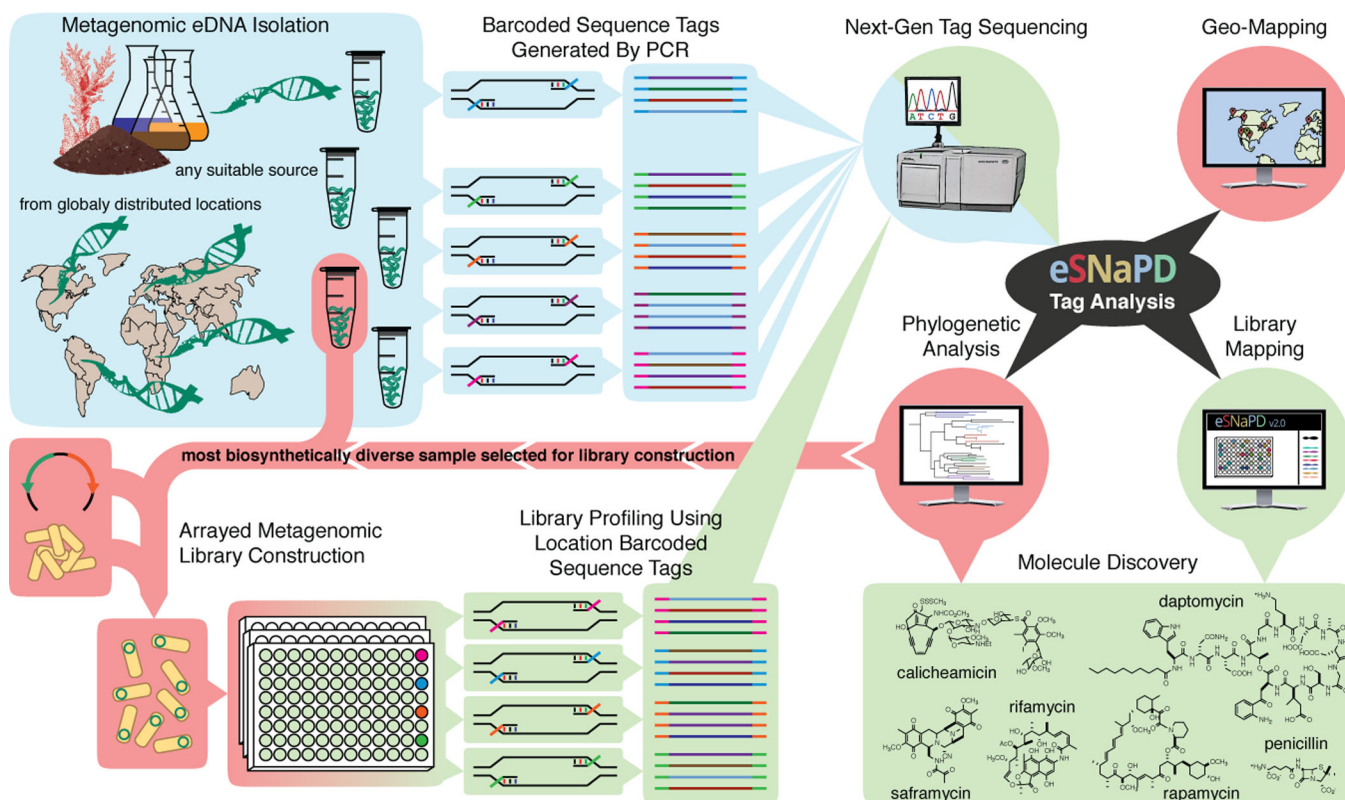 Metagenomic eDNA Isolation
any suitable source
from globaly distributed locations
Barcoded Sequence Tags
Generated By PCR
Next-Gen Tag Sequencing
A T C T G
Geo-Mapping
eSNaPD
Tag Analysis
Phylogenetic
Analysis
Library
Mapping
eSNaPD v2.0
most biosynthetically diverse sample selected for library construction
Arrayed Metagenomic
Library Construction
Library Profiling Using
Location Barcoded
Sequence Tags
Molecule Discovery
calicheamicin
daptomycin
saframycin
rifamycin
rapamycin
penicillin